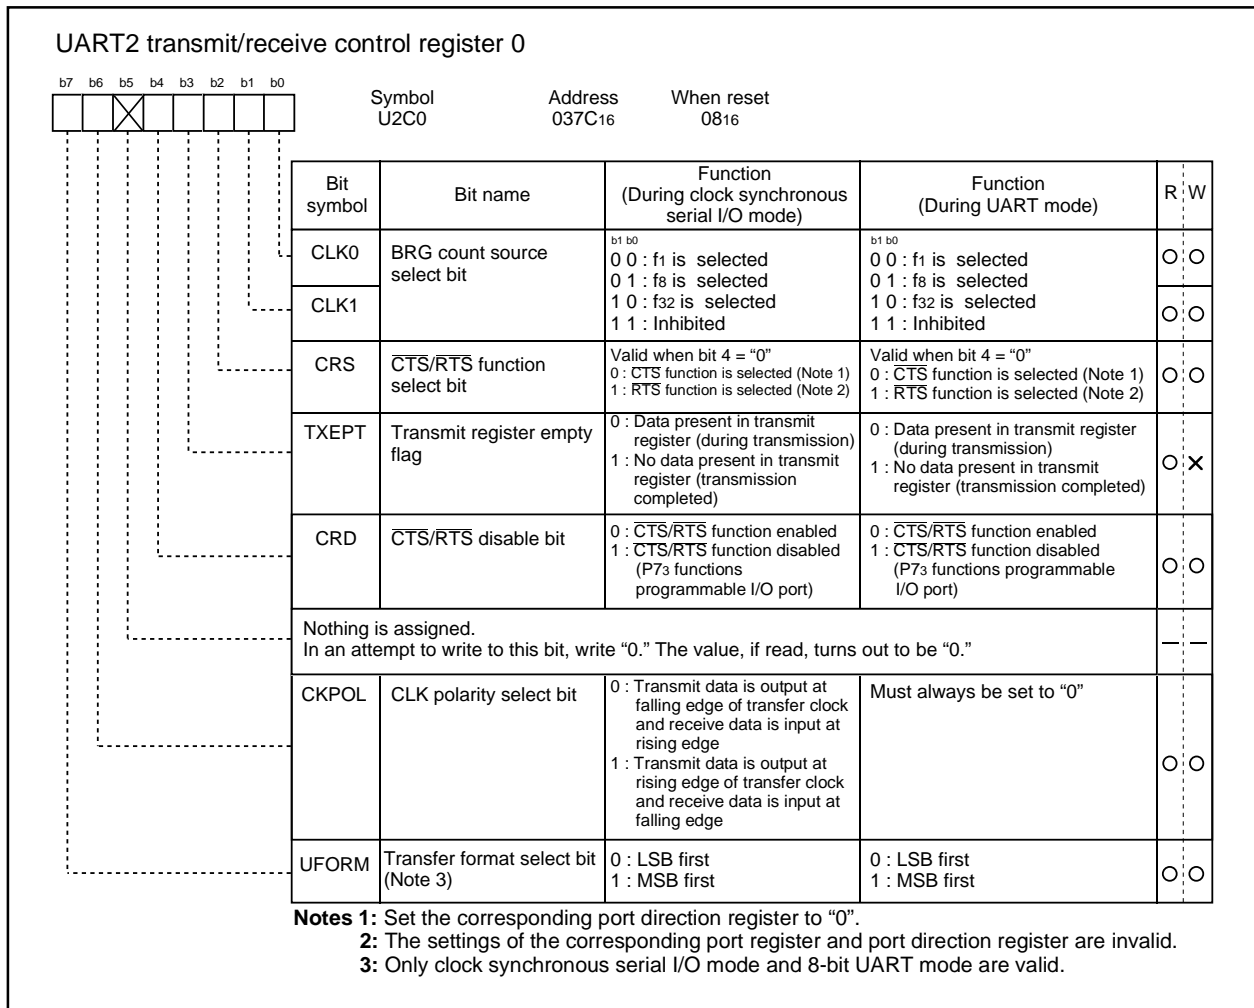 UART2 transmit/receive control register 0
b7 b6 b5 b4 b3 b2 b1 b0
Symbol Address When reset
U2C0 037C16 0816
Bit symbol Bit name Function (During clock synchronous serial I/O mode) Function (During UART mode) R W
CLK0
CLK1
BRG count source
select bit
b1 b0
0 0 : f1 is selected
0 1 : f8 is selected
1 0 : f32 is selected
1 1 : Inhibited
b1 b0
0 0 : f1 is selected
0 1 : f8 is selected
1 0 : f32 is selected
1 1 : Inhibited
CRS
CTS/RTS function
select bit
Valid when bit 4 = “0”
0 : CTS function is selected (Note 1)
1 : RTS function is selected (Note 2)
Valid when bit 4 = “0”
0 : CTS function is selected (Note 1)
1 : RTS function is selected (Note 2)
TXEPT
Transmit register empty
flag
0 : Data present in transmit
register (during transmission)
1 : No data present in transmit
register (transmission
completed)
0 : Data present in transmit register
(during transmission)
1 : No data present in transmit
register (transmission completed)
CRD
CTS/RTS disable bit
0 : CTS/RTS function enabled
1 : CTS/RTS function disabled
(P73 functions
programmable I/O port)
0 : CTS/RTS function enabled
1 : CTS/RTS function disabled
(P73 functions programmable
I/O port)
Nothing is assigned.
In an attempt to write to this bit, write “0.” The value, if read, turns out to be “0.”
CKPOL
CLK polarity select bit
0 : Transmit data is output at
falling edge of transfer clock
and receive data is input at
rising edge
1 : Transmit data is output at
rising edge of transfer clock
and receive data is input at
falling edge
Must always be set to “0”
UFORM
Transfer format select bit
(Note 3)
0 : LSB first
1 : MSB first
0 : LSB first
1 : MSB first
Notes 1: Set the corresponding port direction register to “0”.
2: The settings of the corresponding port register and port direction register are invalid.
3: Only clock synchronous serial I/O mode and 8-bit UART mode are valid.